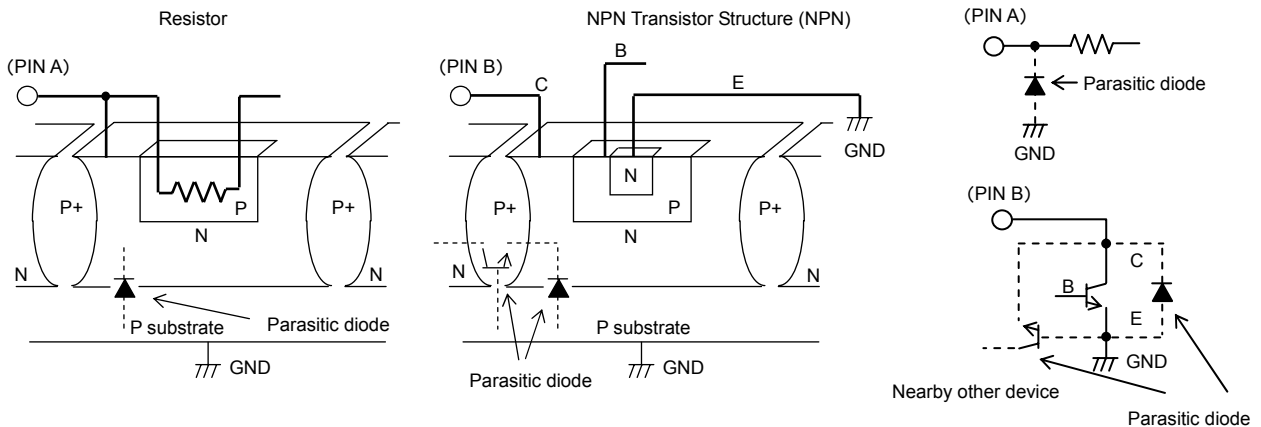 Resistor
(PIN A)
P+
P
P+
N
N
N
P substrate
Parasitic diode
GND
NPN Transistor Structure (NPN)
(PIN B)
B
C
E
GND
N
P+
P
P+
N
N
N
P substrate
GND
Parasitic diode
(PIN A)
Parasitic diode
GND
(PIN B)
C
B
E
GND
Nearby other device
Parasitic diode